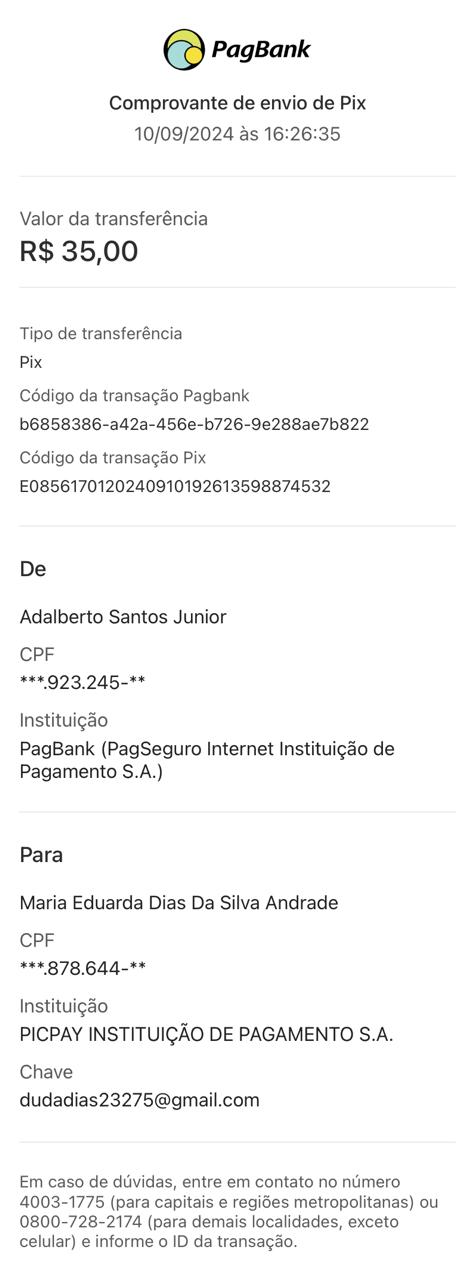 PagBank
Comprovante de envio de Pix
10/09/2024 às 16:26:35
Valor da transferência
R$ 35,00
Tipo de transferência
Pix
Código da transação Pagbank
b6858386-a42a-456e-b726-9e288ae7b822
Código da transação Pix
E08561701202409101926135988​74532
De
Adalberto Santos Junior
CPF
***.923.245-**
Instituição
PagBank (PagSeguro Internet Instituição de
Pagamento S.A.)
Para
Maria Eduarda Dias Da Silva Andrade
CPF
***.878.644-**
Instituição
PICPAY INSTITUIÇÃO DE PAGAMENTO S.A.
Chave
dudadias23275@gmail.com
Em caso de dúvidas, entre em contato no número
4003-1775 (para capitais e regiões metropolitanas) ou
0800-728-2174 (para demais localidades, exceto
celular) e informe o ID da transação.